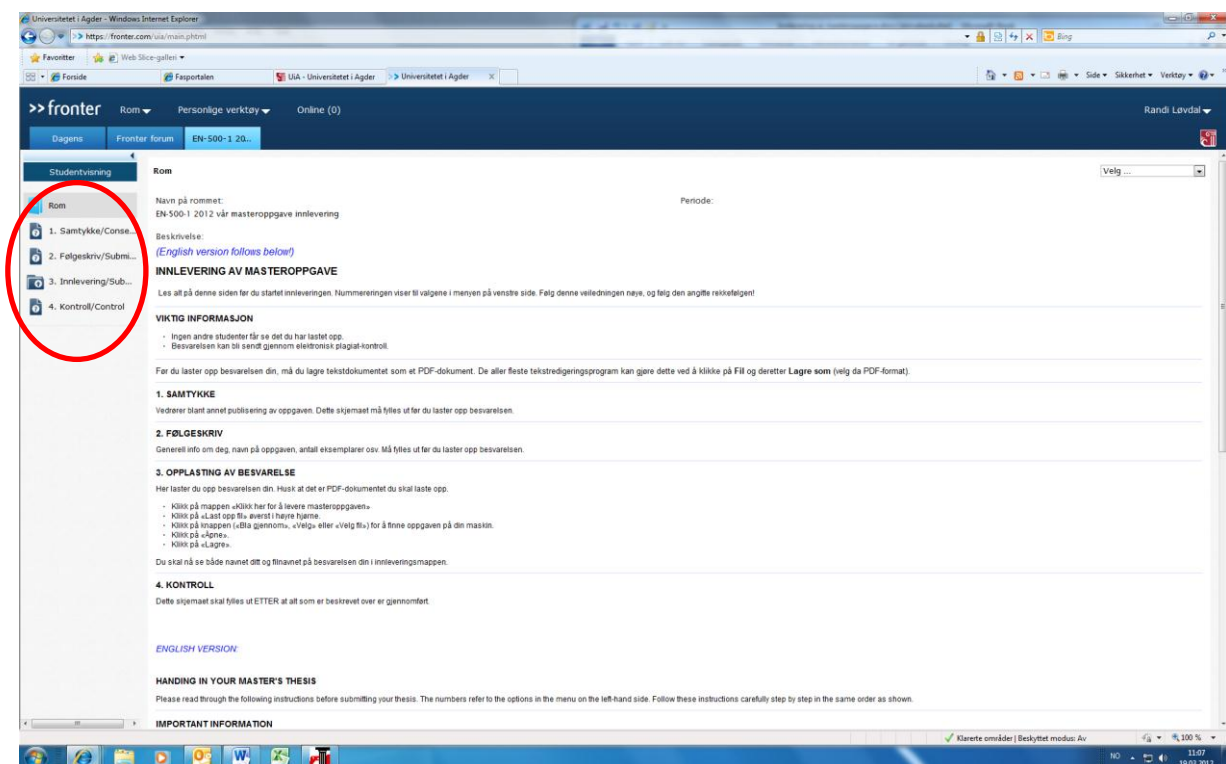 Universitetet i Agder - Windows Internet Explorer
>> https://fronter.com/uia/main.phtml
Bing
Favoritter Web Slice-galleri
Forside Fasportalen UiA - Universitetet i Agder >> Universitetet i Agder X Side Sikkerhet Verktøy
>> fronter Rom Personlige verktøy Online (0) Randi Løvdal
Dagens Fronter forum EN-500-1 20...
Studentvisning
Rom
1. Samtykke/Conse...
2. Følgeskriv/Submi...
3. Innlevering/Sub...
4. Kontroll/Control
Rom Velg ...
Navn på rommet: Periode:
EN-500-1 2012 vår masteroppgave innlevering
Beskrivelse:
(English version follows below!)
INNLEVERING AV MASTEROPPGAVE
Les alt på denne siden før du startet innleveringen. Nummereringen viser til valgene i menyen på venstre side. Følg denne veiledningen nøye, og følg den angitte rekkefølgen!
VIKTIG INFORMASJON
- Ingen andre studenter får se det du har lastet opp.
- Besvarelsen kan bli sendt gjennom elektronisk plagiat-kontroll.
Før du laster opp besvarelsen din, må du lagre tekstdokumentet som et PDF-dokument. De aller fleste tekstredigeringsprogram kan gjøre dette ved å klikke på Fil og deretter Lagre som (velg da PDF-format).
1. SAMTYKKE
Vedrører blant annet publisering av oppgaven. Dette skjemaet må fylles ut før du laster opp besvarelsen.
2. FØLGESKRIV
Generell info om deg, navn på oppgaven, antall eksemplarer osv. Må fylles ut før du laster opp besvarelsen.
3. OPPLASTING AV BESVARELSE
Her laster du opp besvarelsen din. Husk at det er PDF-dokumentet du skal laste opp.
- Klikk på mappen «Klikk her for å levere masteroppgaven»
- Klikk på «Last opp fil» øverst i høyre hjørne.
- Klikk på knappen («Bla gjennom», «Velg» eller «Velg fil») for å finne oppgaven på din maskin.
- Klikk på «Åpne».
- Klikk på «Lagre».
Du skal nå se både navnet ditt og filnavnet på besvarelsen din i innleveringsmappen.
4. KONTROLL
Dette skjemaet skal fylles ut ETTER at alt som er beskrevet over er gjennomført.
ENGLISH VERSION:
HANDING IN YOUR MASTER'S THESIS
Please read through the following instructions before submitting your thesis. The numbers refer to the options in the menu on the left-hand side. Follow these instructions carefully step by step in the same order as shown.
IMPORTANT INFORMATION
Klarerte områder | Beskyttet modus: Av 100 %
NO 11:07
19.03.2012